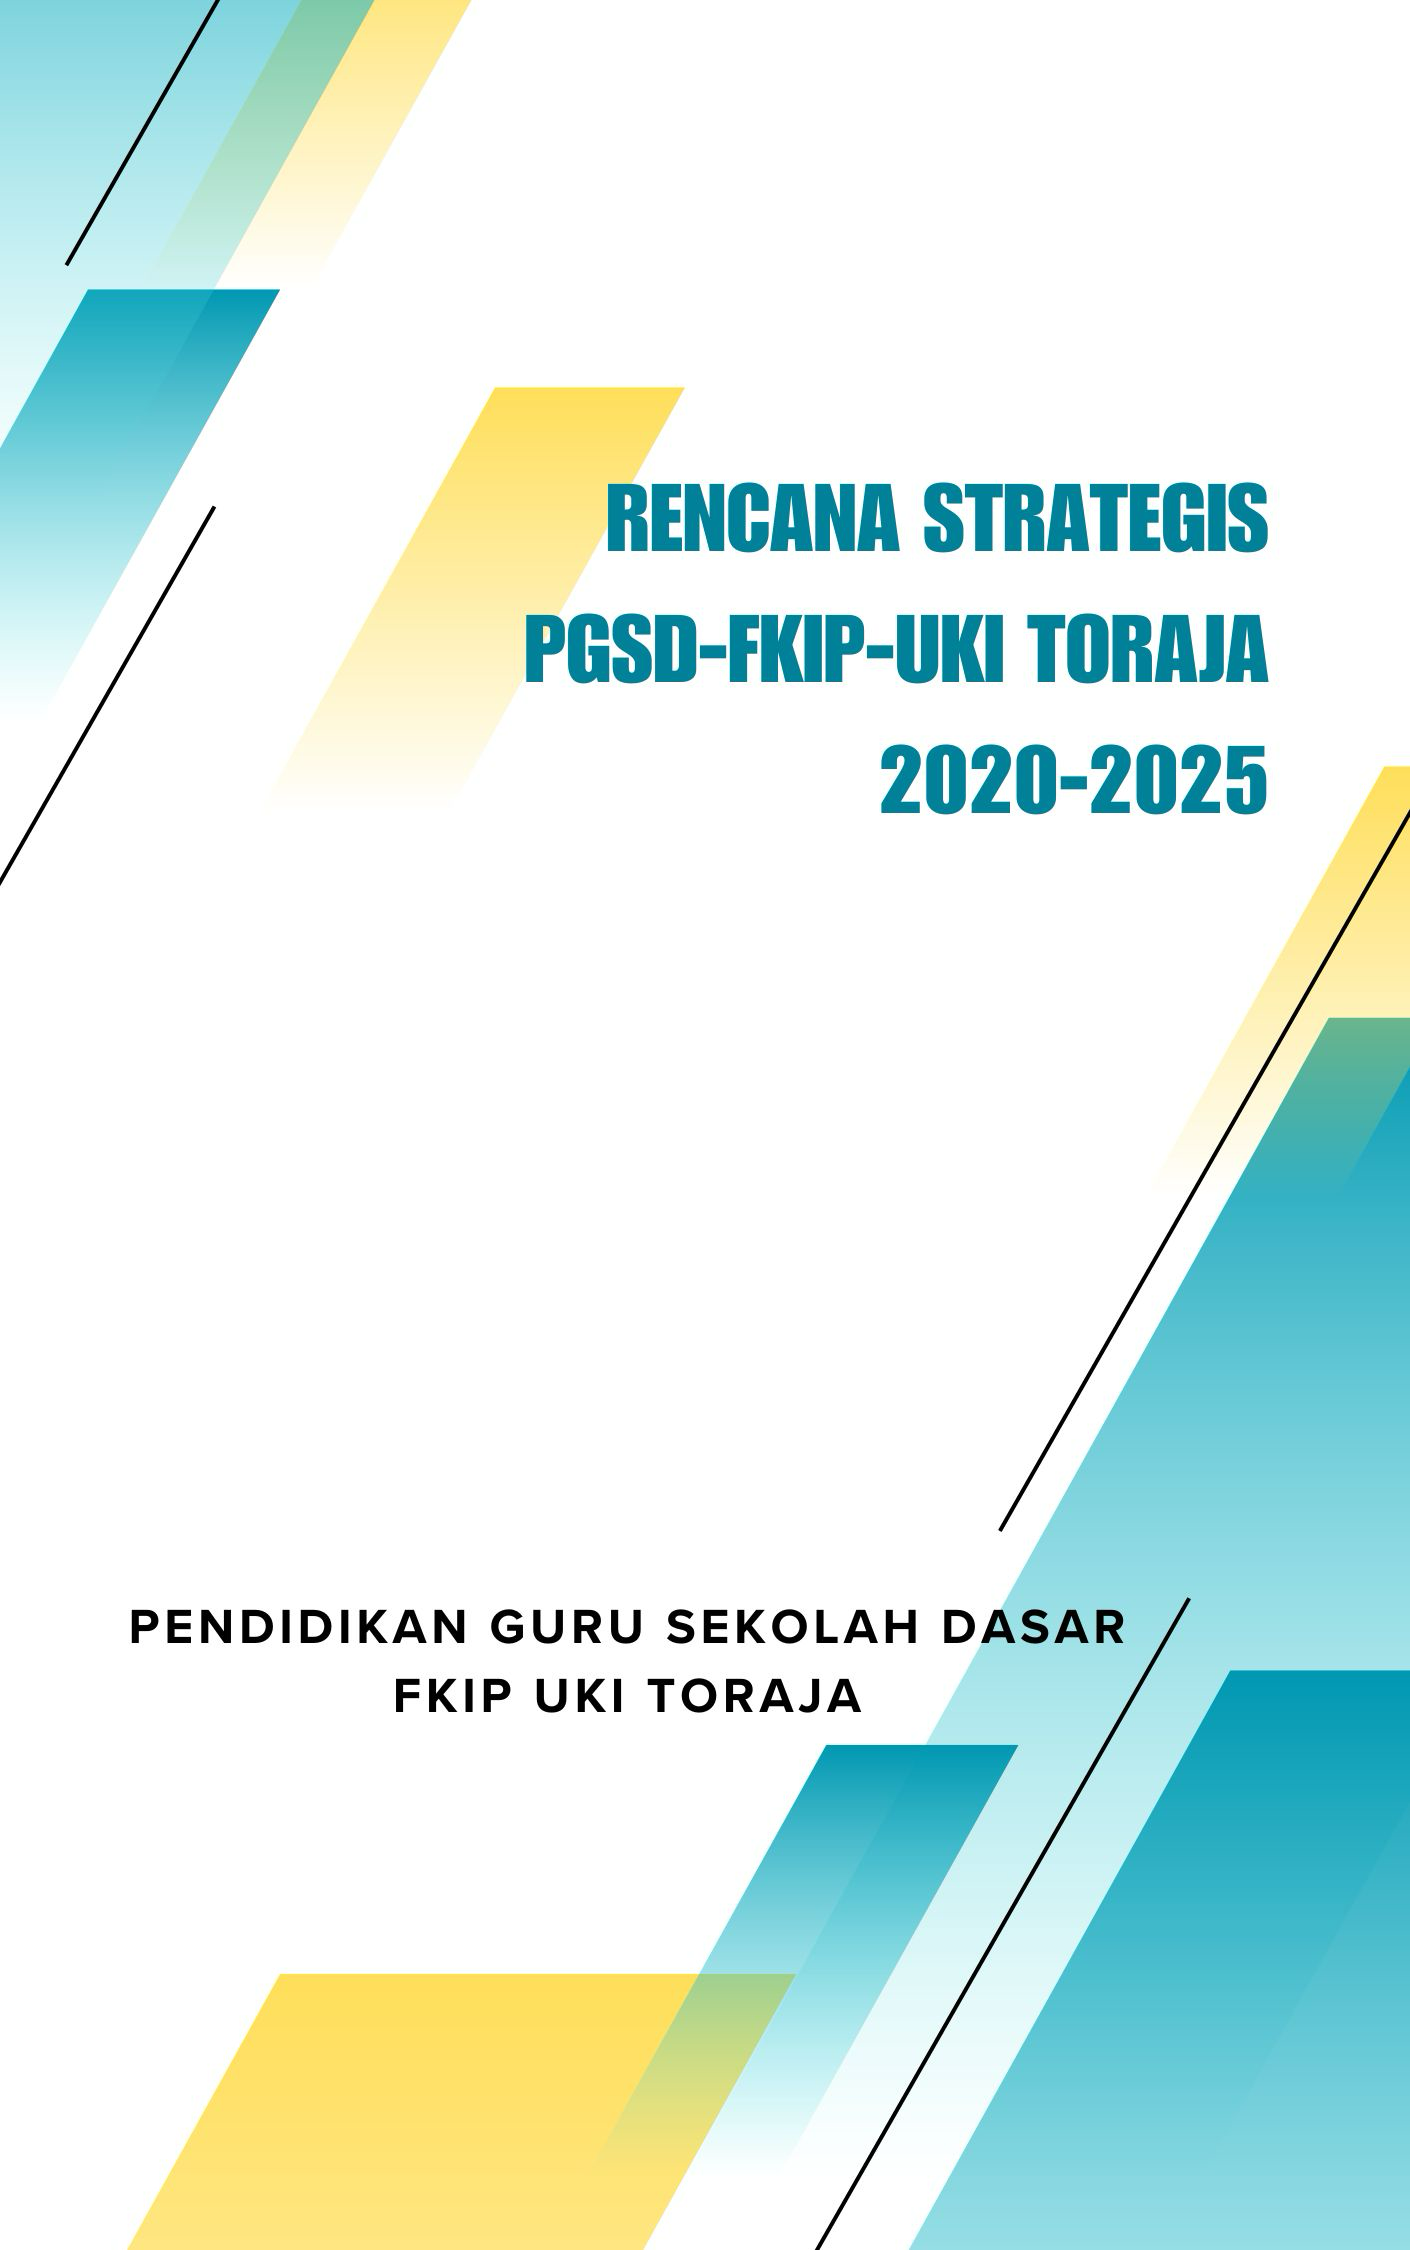 RENCANA STRATEGIS
PGSD-FKIP-UKI TORAJA
2020-2025
PENDIDIKAN GURU SEKOLAH DASAR
FKIP UKI TORAJA